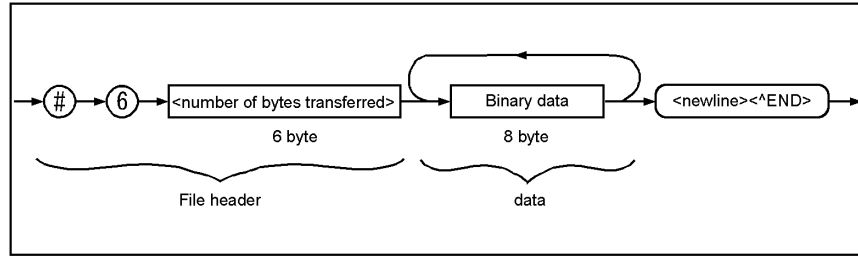 # 6 <number of bytes transferred> Binary data <newline><^END>
6 byte 8 byte
File header data